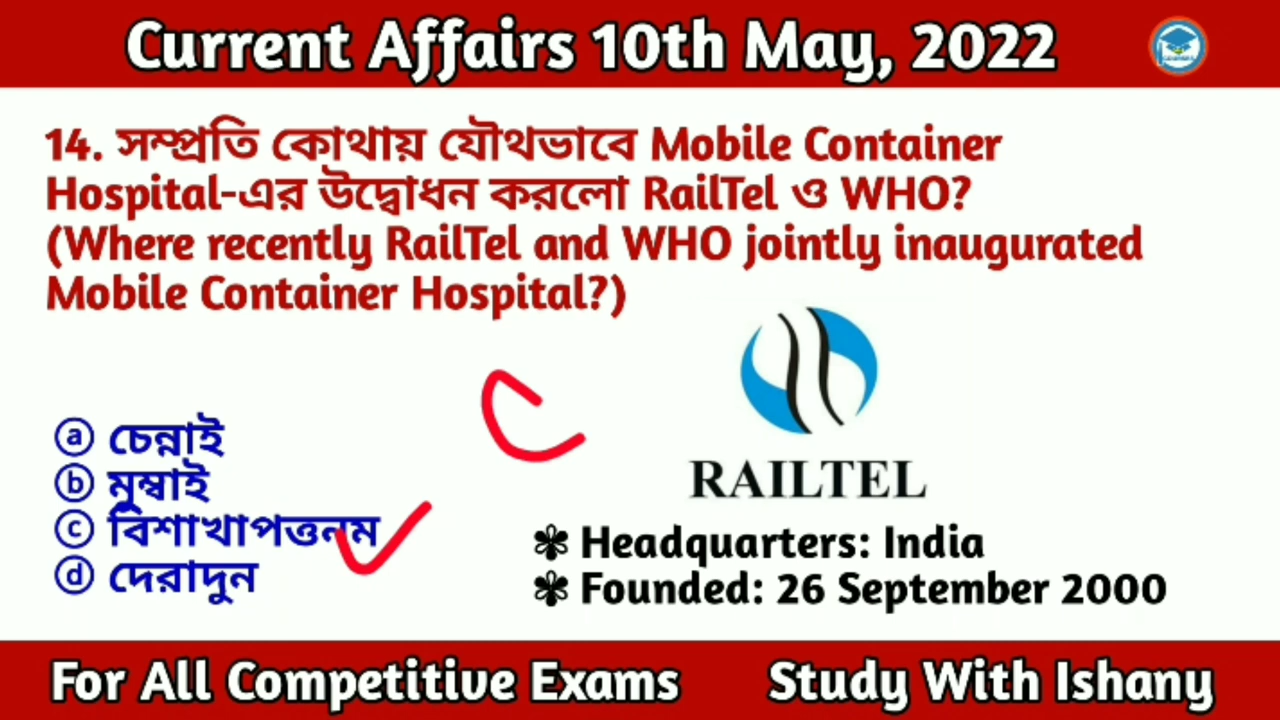 Current Affairs 10th May, 2022
14. সম্প্রতি কোথায় যৌথভাবে Mobile Container
Hospital-এর উদ্বোধন করলো RailTel ও WHO?
(Where recently RailTel and WHO jointly inaugurated
Mobile Container Hospital?)
ⓐ চেন্নাই
ⓑ মুম্বাই
ⓒ বিশাখাপত্তনম
ⓓ দেরাদুন
C
RAILTEL
✾ Headquarters: India
✾ Founded: 26 September 2000
For All Competitive Exams Study With Ishany